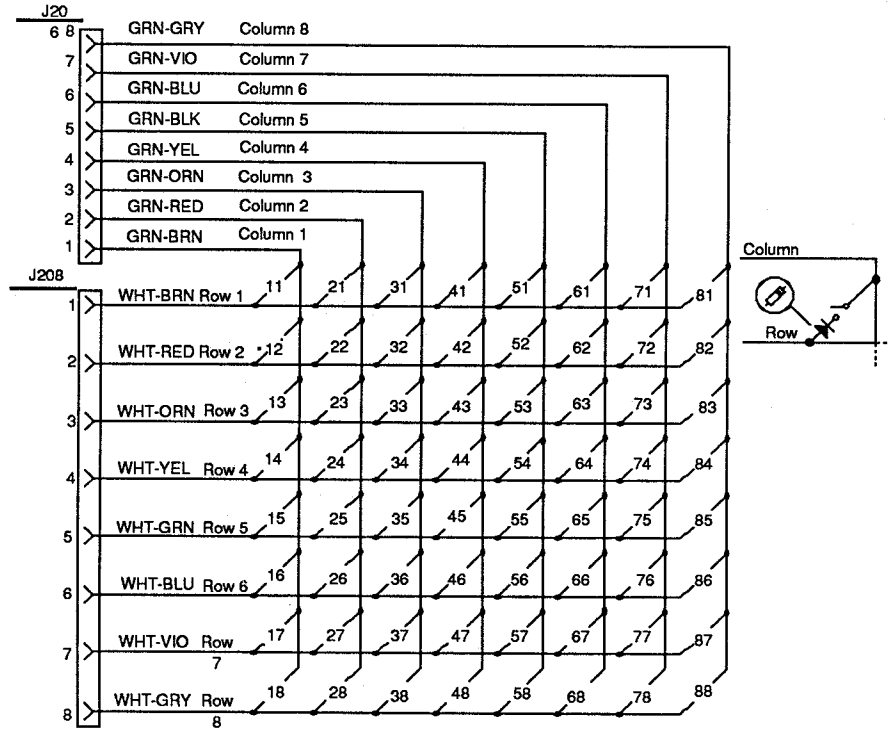 J20
6 8 GRN-GRY Column 8
7 GRN-VIO Column 7
6 GRN-BLU Column 6
5 GRN-BLK Column 5
4 GRN-YEL Column 4
3 GRN-ORN Column 3
2 GRN-RED Column 2
1 GRN-BRN Column 1
J208
1 WHT-BRN Row 1 11 21 31 41 51 61 71 81
2 WHT-RED Row 2 12 22 32 42 52 62 72 82
3 WHT-ORN Row 3 13 23 33 43 53 63 73 83
4 WHT-YEL Row 4 14 24 34 44 54 64 74 84
5 WHT-GRN Row 5 15 25 35 45 55 65 75 85
6 WHT-BLU Row 6 16 26 36 46 56 66 76 86
7 WHT-VIO Row 17 27 37 47 57 67 77 87
7
8 WHT-GRY Row 18 28 38 48 58 68 78 88
8
Column
Row